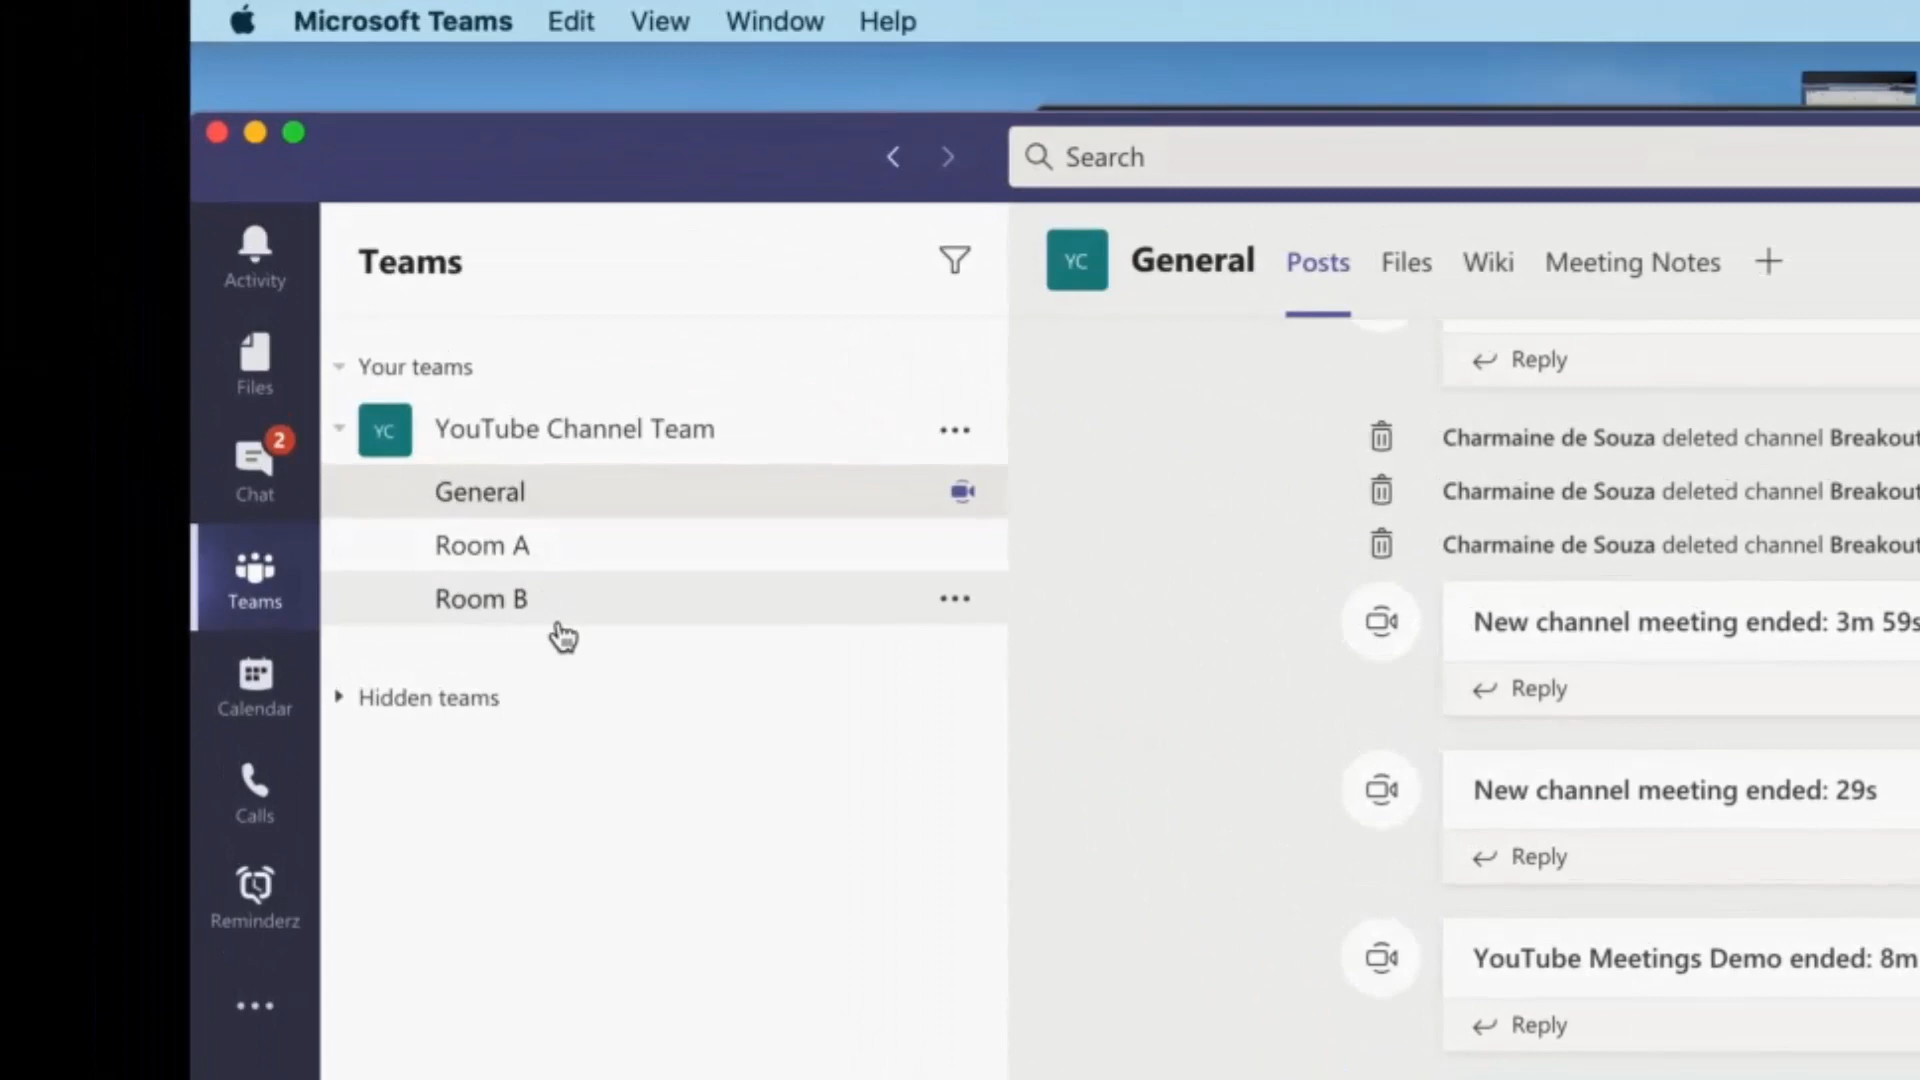 Microsoft Teams Edit View Window Help
Search
Activity
Files
Chat
2
Teams
Calendar
Calls
Reminderz
Teams
Your teams
YC YouTube Channel Team
General
Room A
Room B
Hidden teams
YC General Posts Files Wiki Meeting Notes
Reply
Charmaine de Souza deleted channel Breakout
Charmaine de Souza deleted channel Breakout
Charmaine de Souza deleted channel Breakout
New channel meeting ended: 3m 59s
Reply
New channel meeting ended: 29s
Reply
YouTube Meetings Demo ended: 8m
Reply